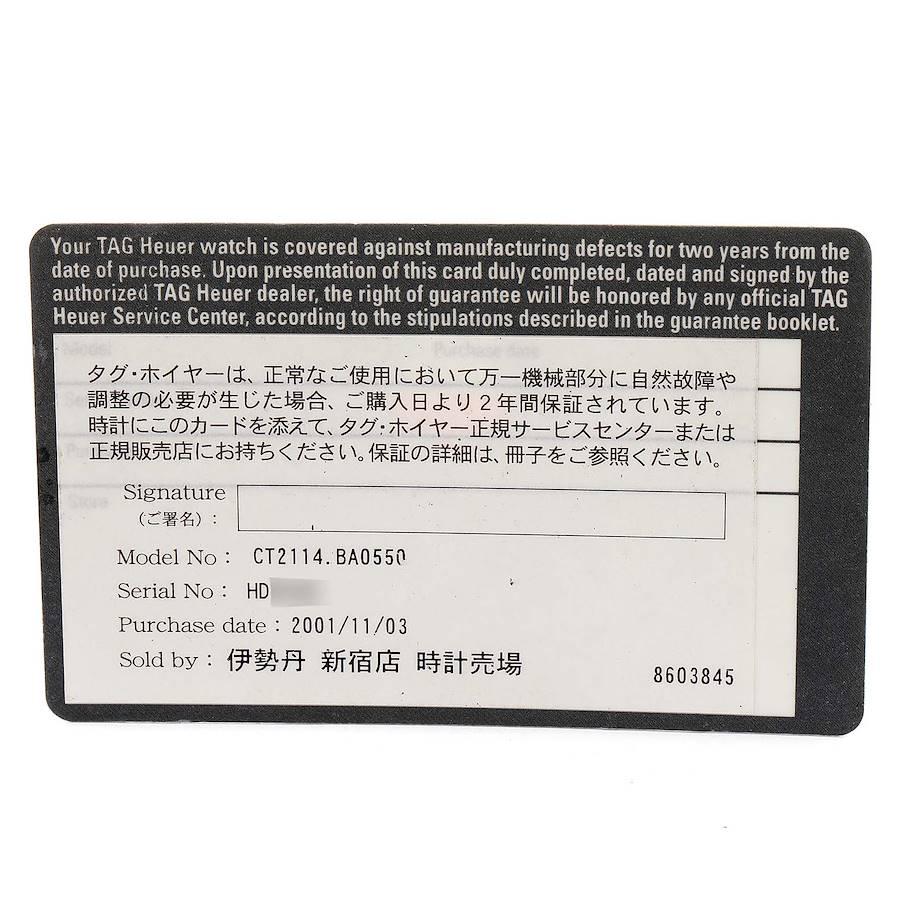 Your TAG Heuer watch is covered against manufacturing defects for two years from the
date of purchase. Upon presentation of this card duly completed, dated and signed by the
authorized TAG Heuer dealer, the right of guarantee will be honored by any official TAG
Heuer Service Center, according to the stipulations described in the guarantee booklet.
Model Purchase date
タグ・ホイヤーは、正常なご使用において万一機械部分に自然故障や
調整の必要が生じた場合、ご購入日より2年間保証されています。
時計にこのカードを添えて、タグ・ホイヤー正規サービスセンターまたは
正規販売店にお持ちください。保証の詳細は、冊子をご参照ください。
Store
Signature
(ご署名):
Model No : CT2114.BA0550
Serial No : HD
Purchase date : 2001/11/03
Sold by : 伊勢丹 新宿店 時計売場
8603845